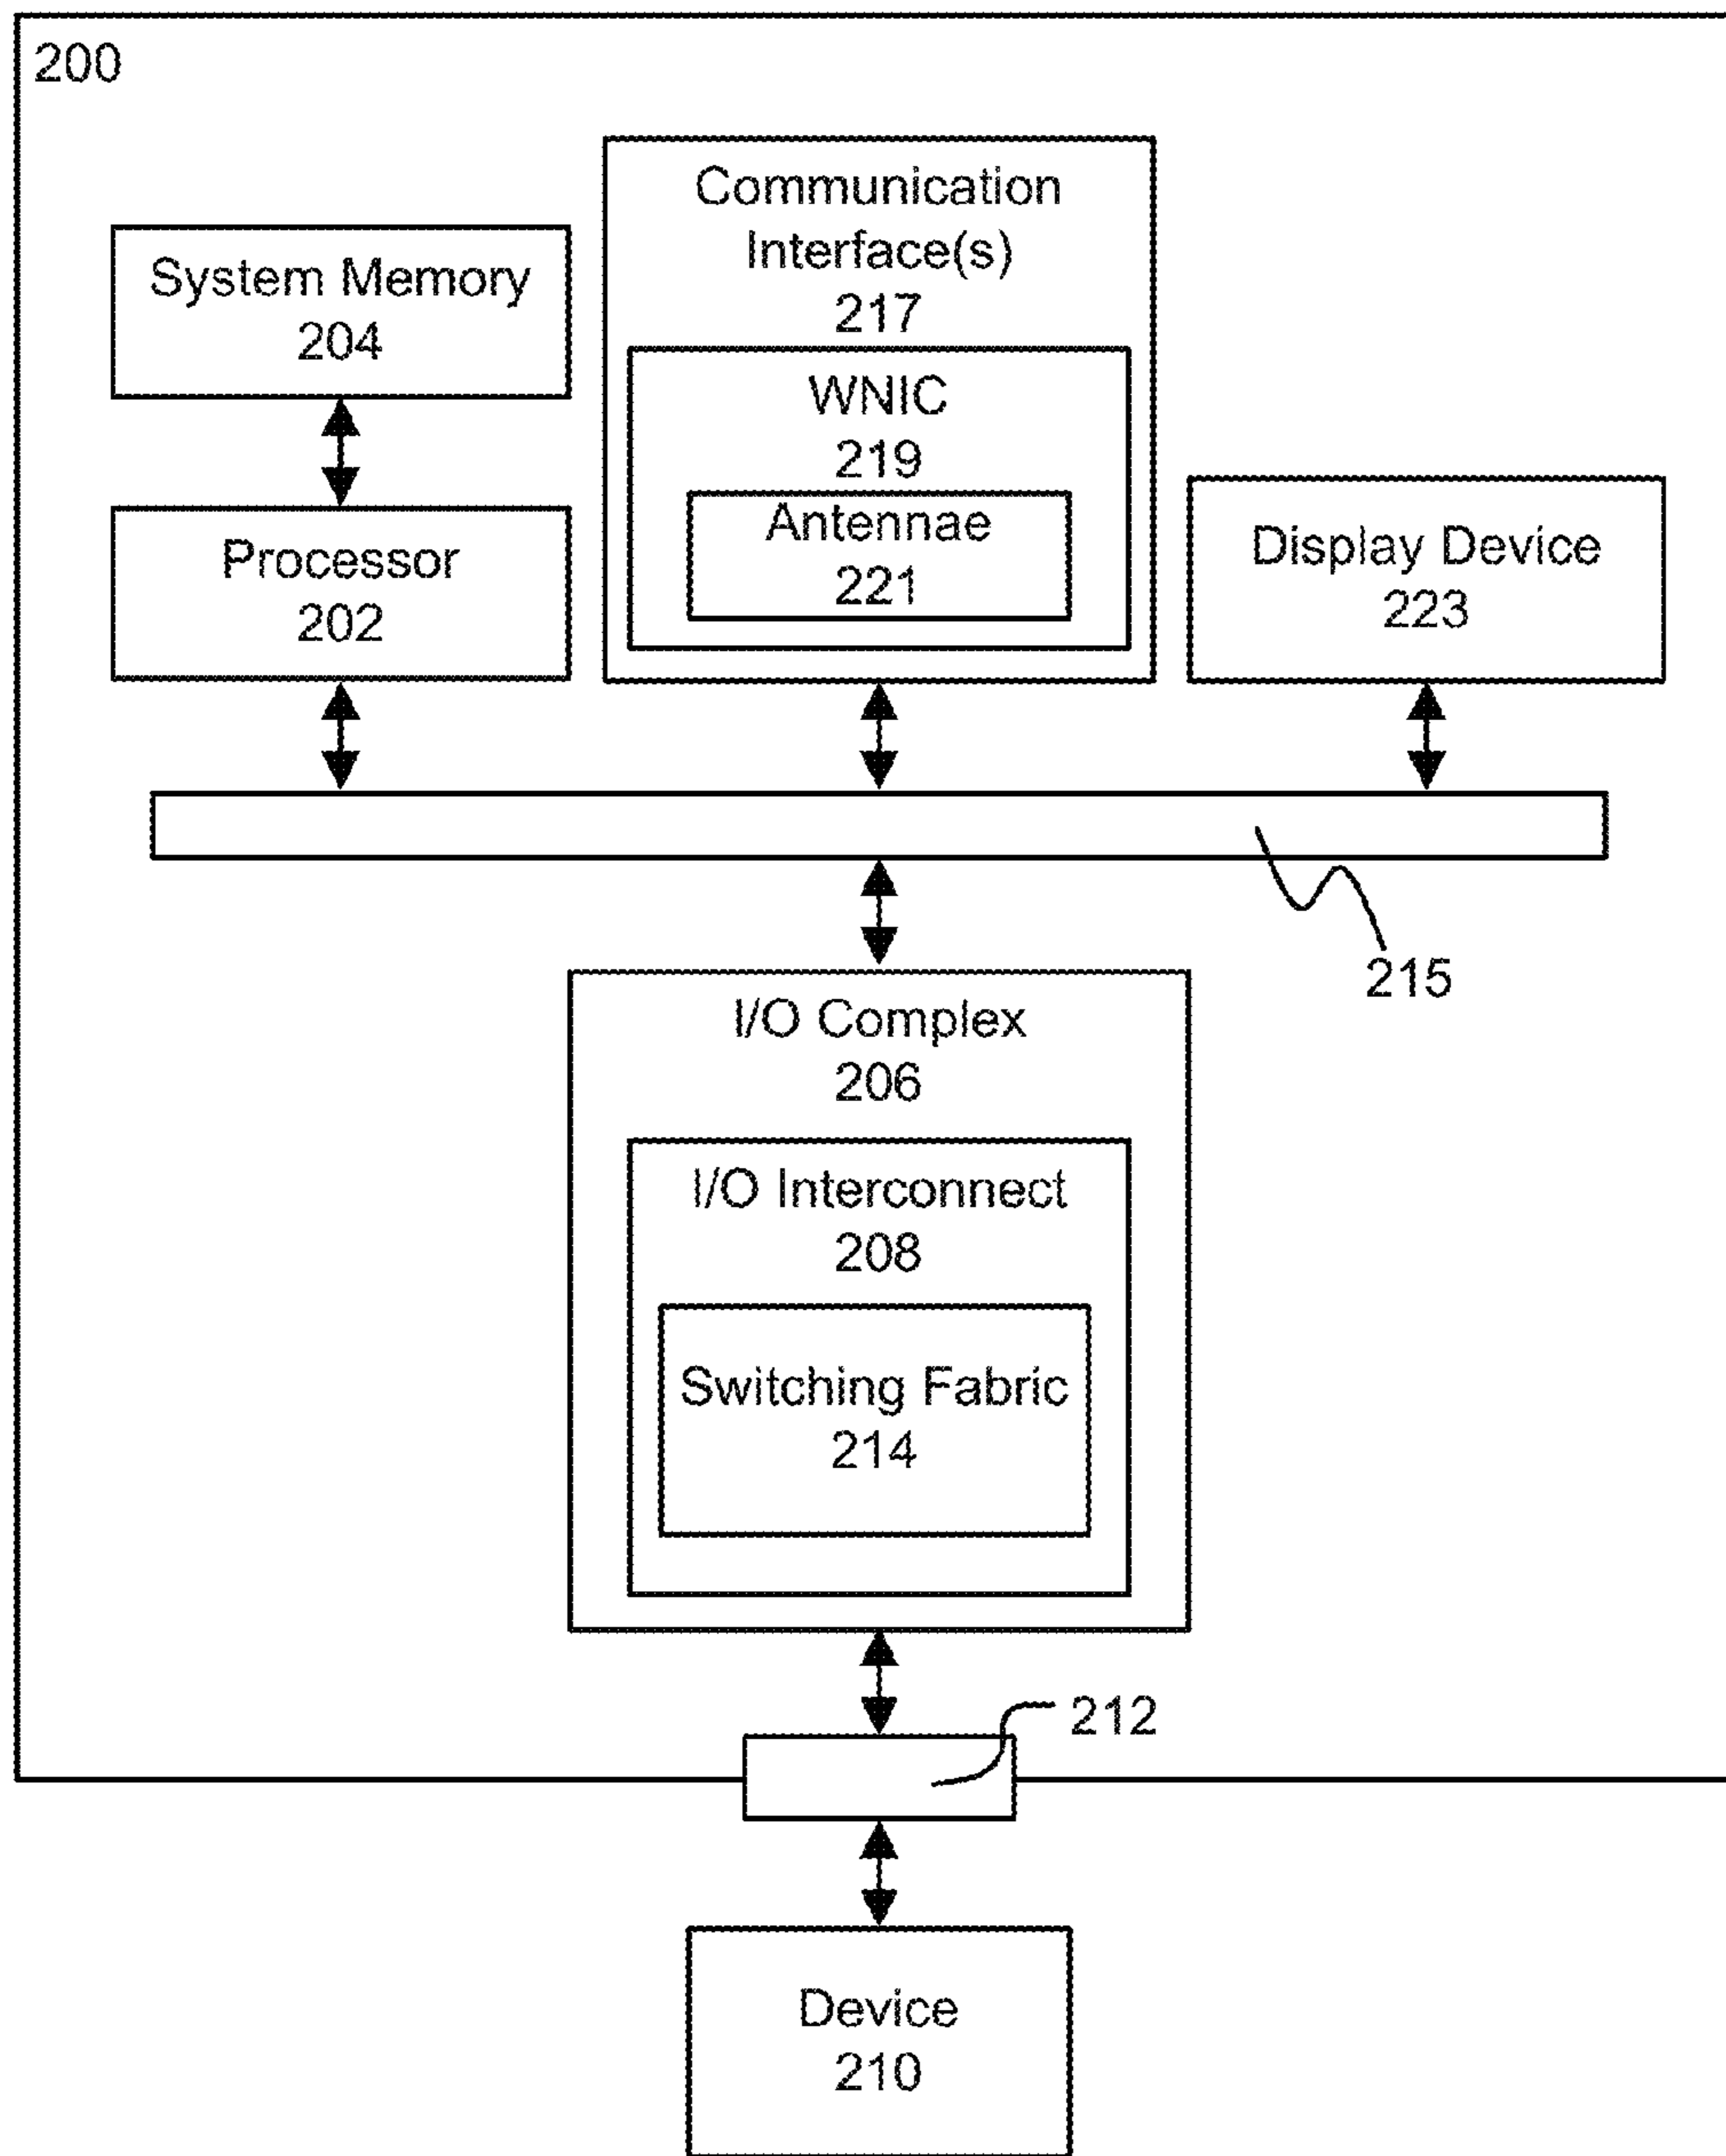 200
Communication
Interface(s)
217
System Memory
204
WNIC
219
Antennae
221
Processor
202
Display Device
223
215
I/O Complex
206
I/O Interconnect
208
Switching Fabric
214
212
Device
210